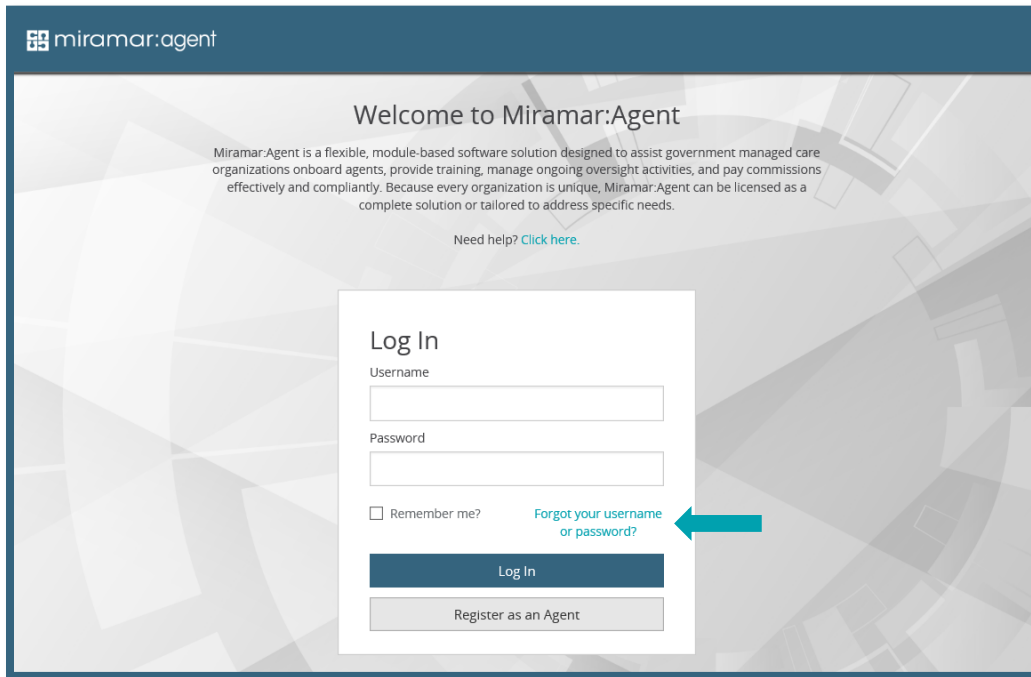 miramar:agent
Welcome to Miramar:Agent
Miramar:Agent is a flexible, module-based software solution designed to assist government managed care
organizations onboard agents, provide training, manage ongoing oversight activities, and pay commissions
effectively and compliantly. Because every organization is unique, Miramar:Agent can be licensed as a
complete solution or tailored to address specific needs.
Need help? Click here.
Log In
Username
Password
Remember me?
Forgot your username
or password?
Log In
Register as an Agent